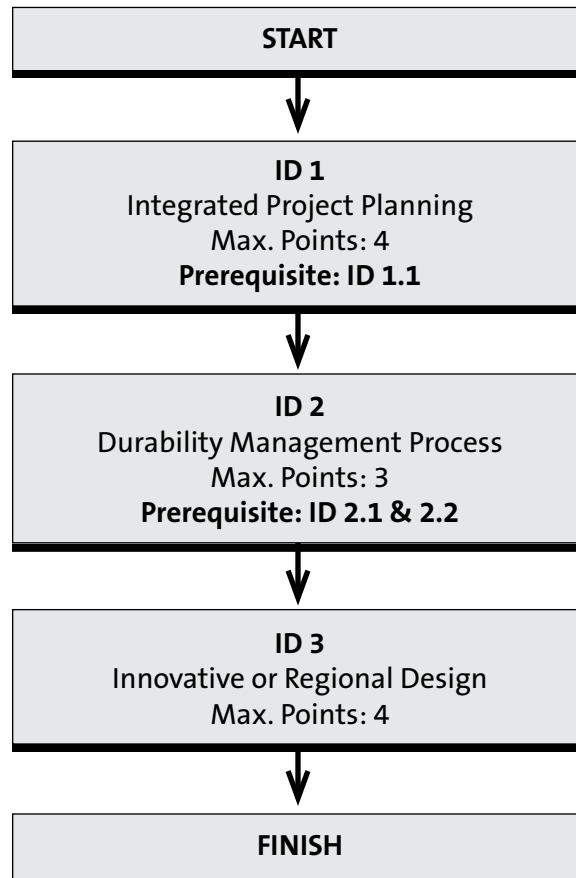 START
ID 1
Integrated Project Planning
Max. Points: 4
Prerequisite: ID 1.1
ID 2
Durability Management Process
Max. Points: 3
Prerequisite: ID 2.1 & 2.2
ID 3
Innovative or Regional Design
Max. Points: 4
FINISH